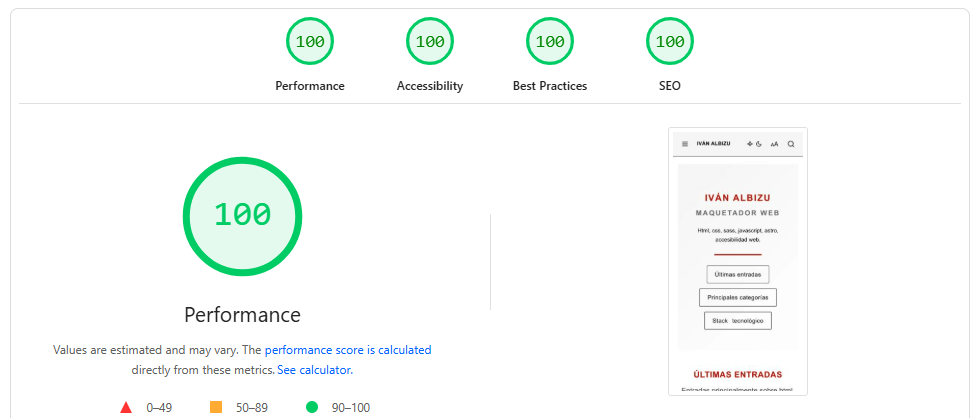 100 100 100 100
Performance Accessibility Best Practices SEO
100
Performance
Values are estimated and may vary. The performance score is calculated
directly from these metrics. See calculator.
0–49 50–89 90–100
IVÁN ALBIZU AA
IVÁN ALBIZU
MAQUETADOR WEB
Html, css, sass, javascript, astro,
accesibilidad web.
Últimas entradas
Principales categorías
Stack tecnológico
ÚLTIMAS ENTRADAS
Entradas principalmente sobre html